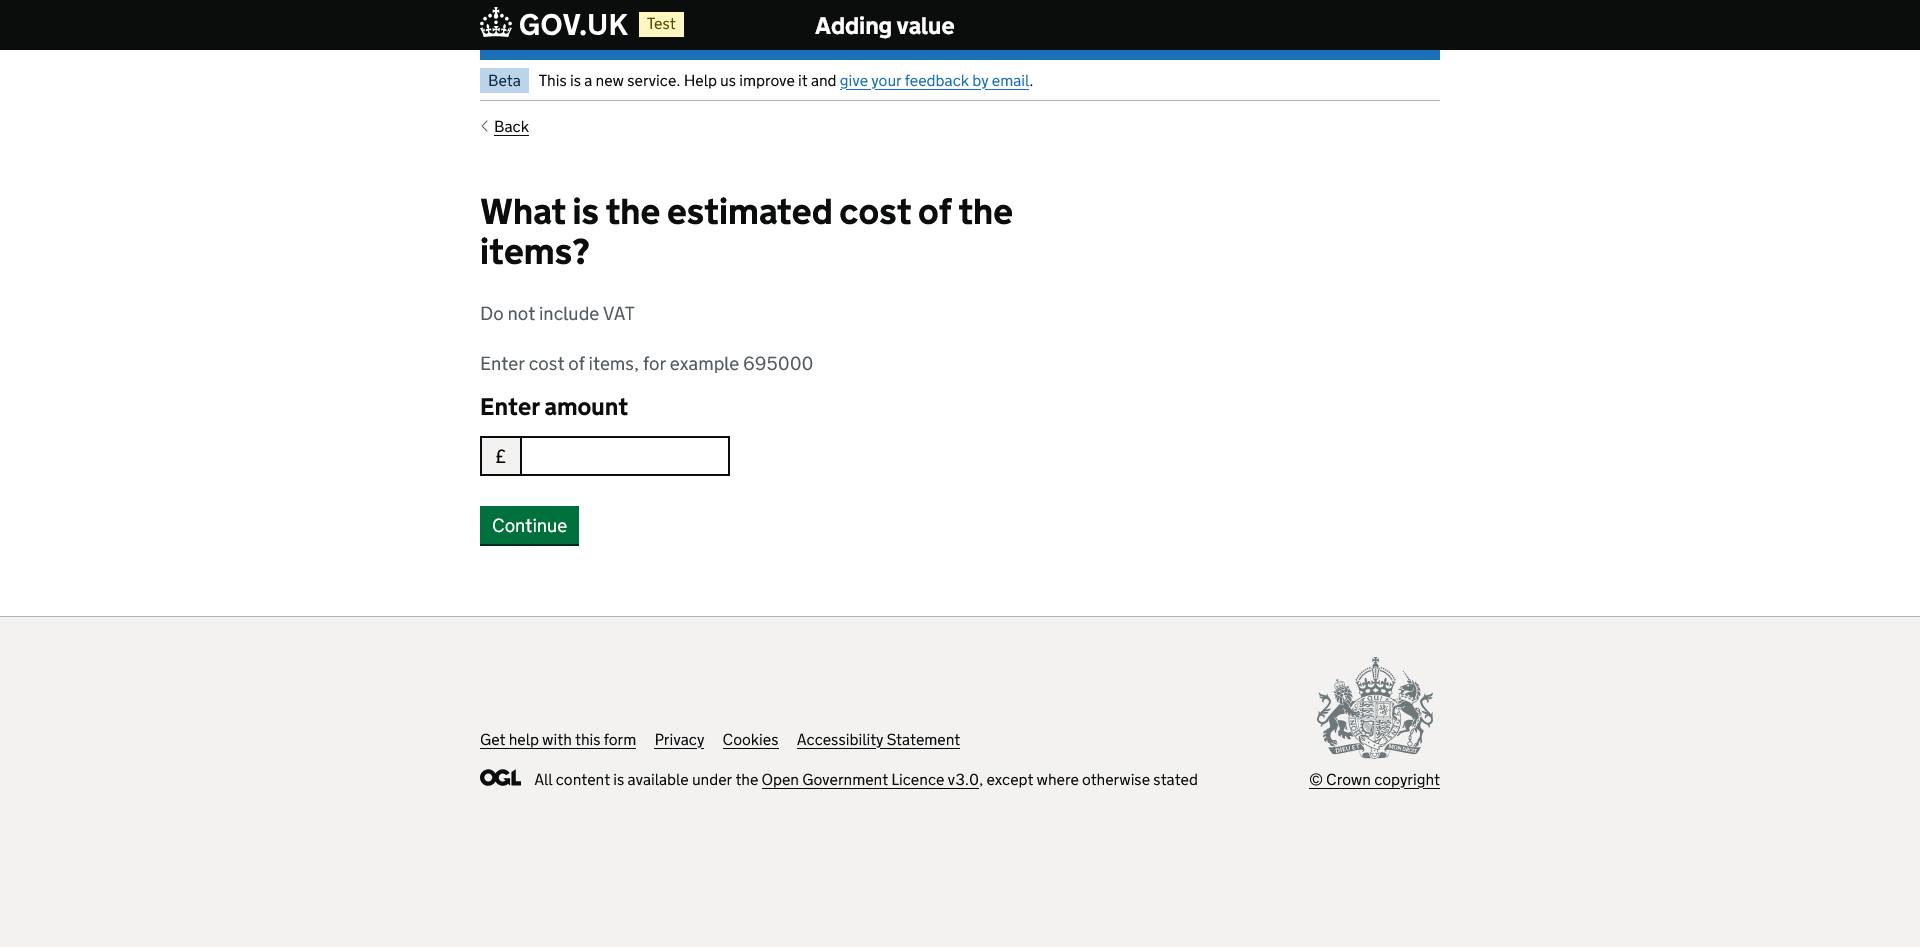 GOV.UK Test Adding value
Beta This is a new service. Help us improve it and give your feedback by email.
Back
What is the estimated cost of the
items?
Do not include VAT
Enter cost of items, for example 695000
Enter amount
£
Continue
Get help with this form Privacy Cookies Accessibility Statement
OGL All content is available under the Open Government Licence v3.0, except where otherwise stated
© Crown copyright